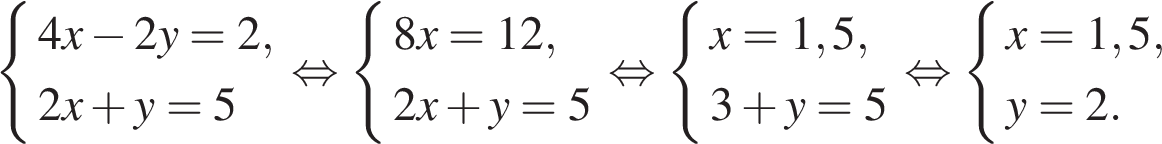 { 4x − 2y = 2, 2x + y = 5 ⇔ { 8x = 12, 2x + y = 5 ⇔ { x = 1,5, 3 + y = 5 ⇔ { x = 1,5, y = 2.